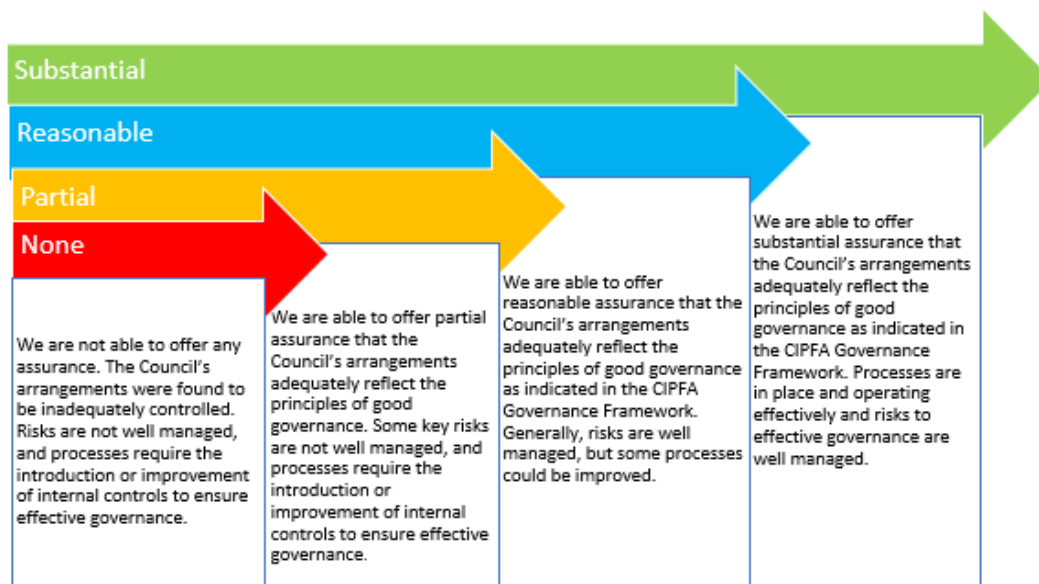 Substantial
Reasonable
Partial
None
We are not able to offer any
assurance. The Council's
arrangements were found to
be inadequately controlled.
Risks are not well managed,
and processes require the
introduction or improvement
of internal controls to ensure
effective governance.
We are able to offer partial
assurance that the
Council's arrangements
adequately reflect the
principles of good
governance. Some key risks
are not well managed, and
processes require the
introduction or
improvement of internal
controls to ensure effective
governance.
We are able to offer
reasonable assurance that the
Council's arrangements
adequately reflect the
principles of good governance
as indicated in the CIPFA
Governance Framework.
Generally, risks are well
managed, but some processes
could be improved.
We are able to offer
substantial assurance that
the Council's arrangements
adequately reflect the
principles of good
governance as indicated in
the CIPFA Governance
Framework. Processes are
in place and operating
effectively and risks to
effective governance are
well managed.